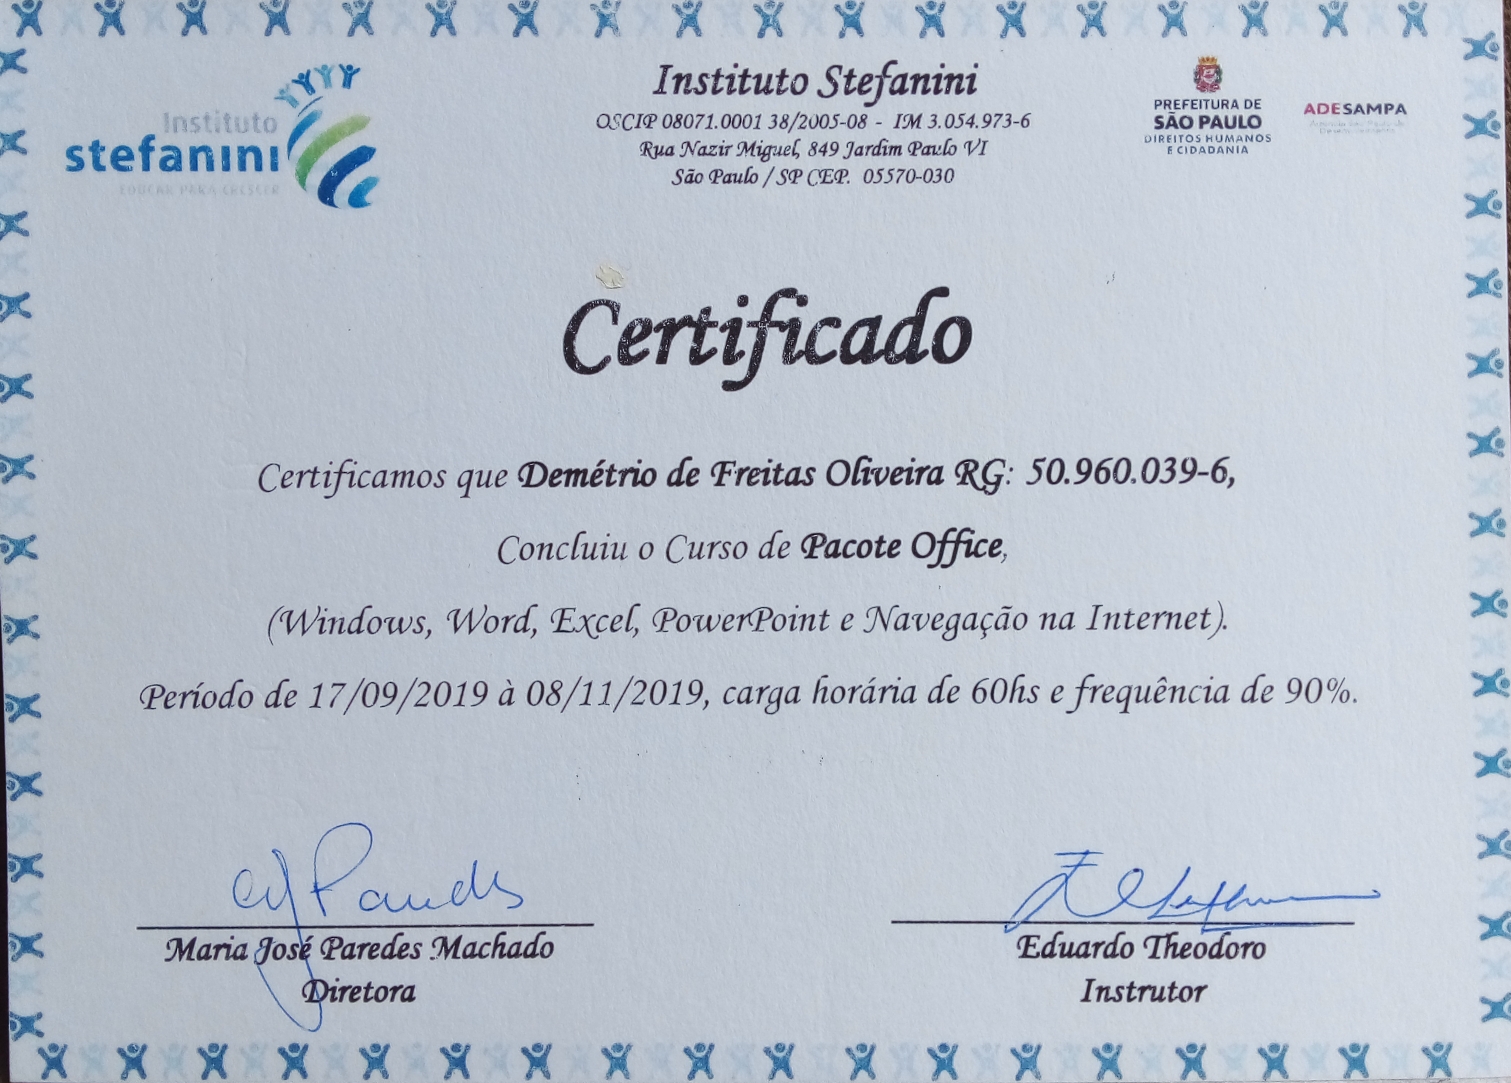 Instituto
stefanini
EDUCAR PARA CRESCER
Instituto Stefanini
OSCIP 08071.0001 38/2005-08 - IM 3.054.973-6
Rua Nazir Miguel, 849 Jardim Paulo VI
São Paulo / SP CEP. 05570-030
PREFEITURA DE
SÃO PAULO
DIREITOS HUMANOS
E CIDADANIA
ADESAMPA
Certificado
Certificamos que Demétrio de Freitas Oliveira RG: 50.960.039-6,
Concluiu o Curso de Pacote Office,
(Windows, Word, Excel, PowerPoint e Navegação na Internet).
Período de 17/09/2019 à 08/11/2019, carga horária de 60hs e frequência de 90%.
Maria José Paredes Machado
Diretora
Eduardo Theodoro
Instrutor